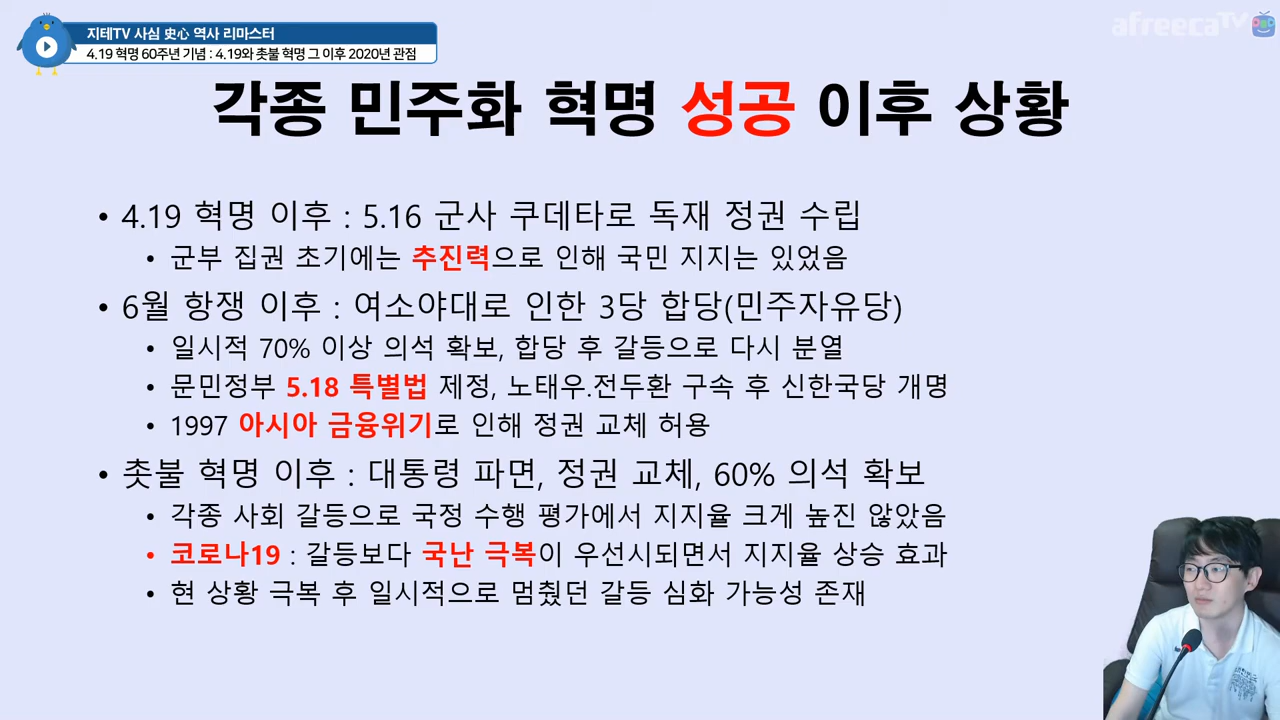 지테TV 사심 史心 역사 리마스터
4.19 혁명 60주년 기념 : 4.19와 촛불 혁명 그 이후 2020년 관점
afreecaTV
각종 민주화 혁명 성공 이후 상황
• 4.19 혁명 이후 : 5.16 군사 쿠데타로 독재 정권 수립
• 군부 집권 초기에는 추진력으로 인해 국민 지지는 있었음
• 6월 항쟁 이후 : 여소야대로 인한 3당 합당(민주자유당)
• 일시적 70% 이상 의석 확보, 합당 후 갈등으로 다시 분열
• 문민정부 5.18 특별법 제정, 노태우.전두환 구속 후 신한국당 개명
• 1997 아시아 금융위기로 인해 정권 교체 허용
• 촛불 혁명 이후 : 대통령 파면, 정권 교체, 60% 의석 확보
• 각종 사회 갈등으로 국정 수행 평가에서 지지율 크게 높진 않았음
• 코로나19 : 갈등보다 국난 극복이 우선시되면서 지지율 상승 효과
• 현 상황 극복 후 일시적으로 멈췄던 갈등 심화 가능성 존재